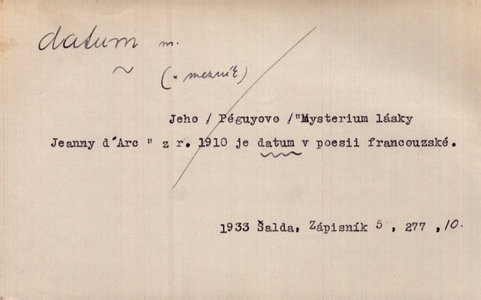 datum m.
(= mezník)
Jeho / Péguyovo /"Mysterium lásky
Jeanny d´Arc " z r. 1910 je datum v poesii francouzské.
1933 Šalda, Zápisník 5 , 277 ,10.